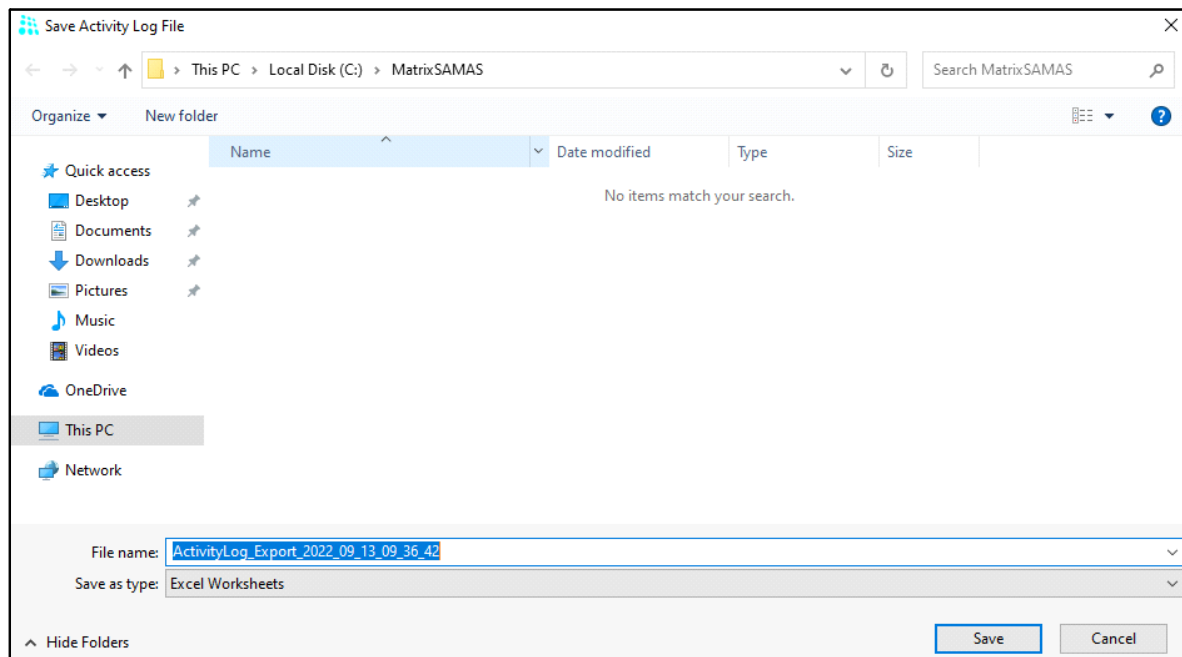 Save Activity Log File
This PC > Local Disk (C:) > MatrixSAMAS
Search MatrixSAMAS
Organize
New folder
?
Name
Date modified
Type
Size
No items match your search.
Quick access
Desktop
Documents
Downloads
Pictures
Music
Videos
OneDrive
This PC
Network
File name: ActivityLog_Export_2022_09_13_09_36_42
Save as type: Excel Worksheets
Hide Folders
Save
Cancel